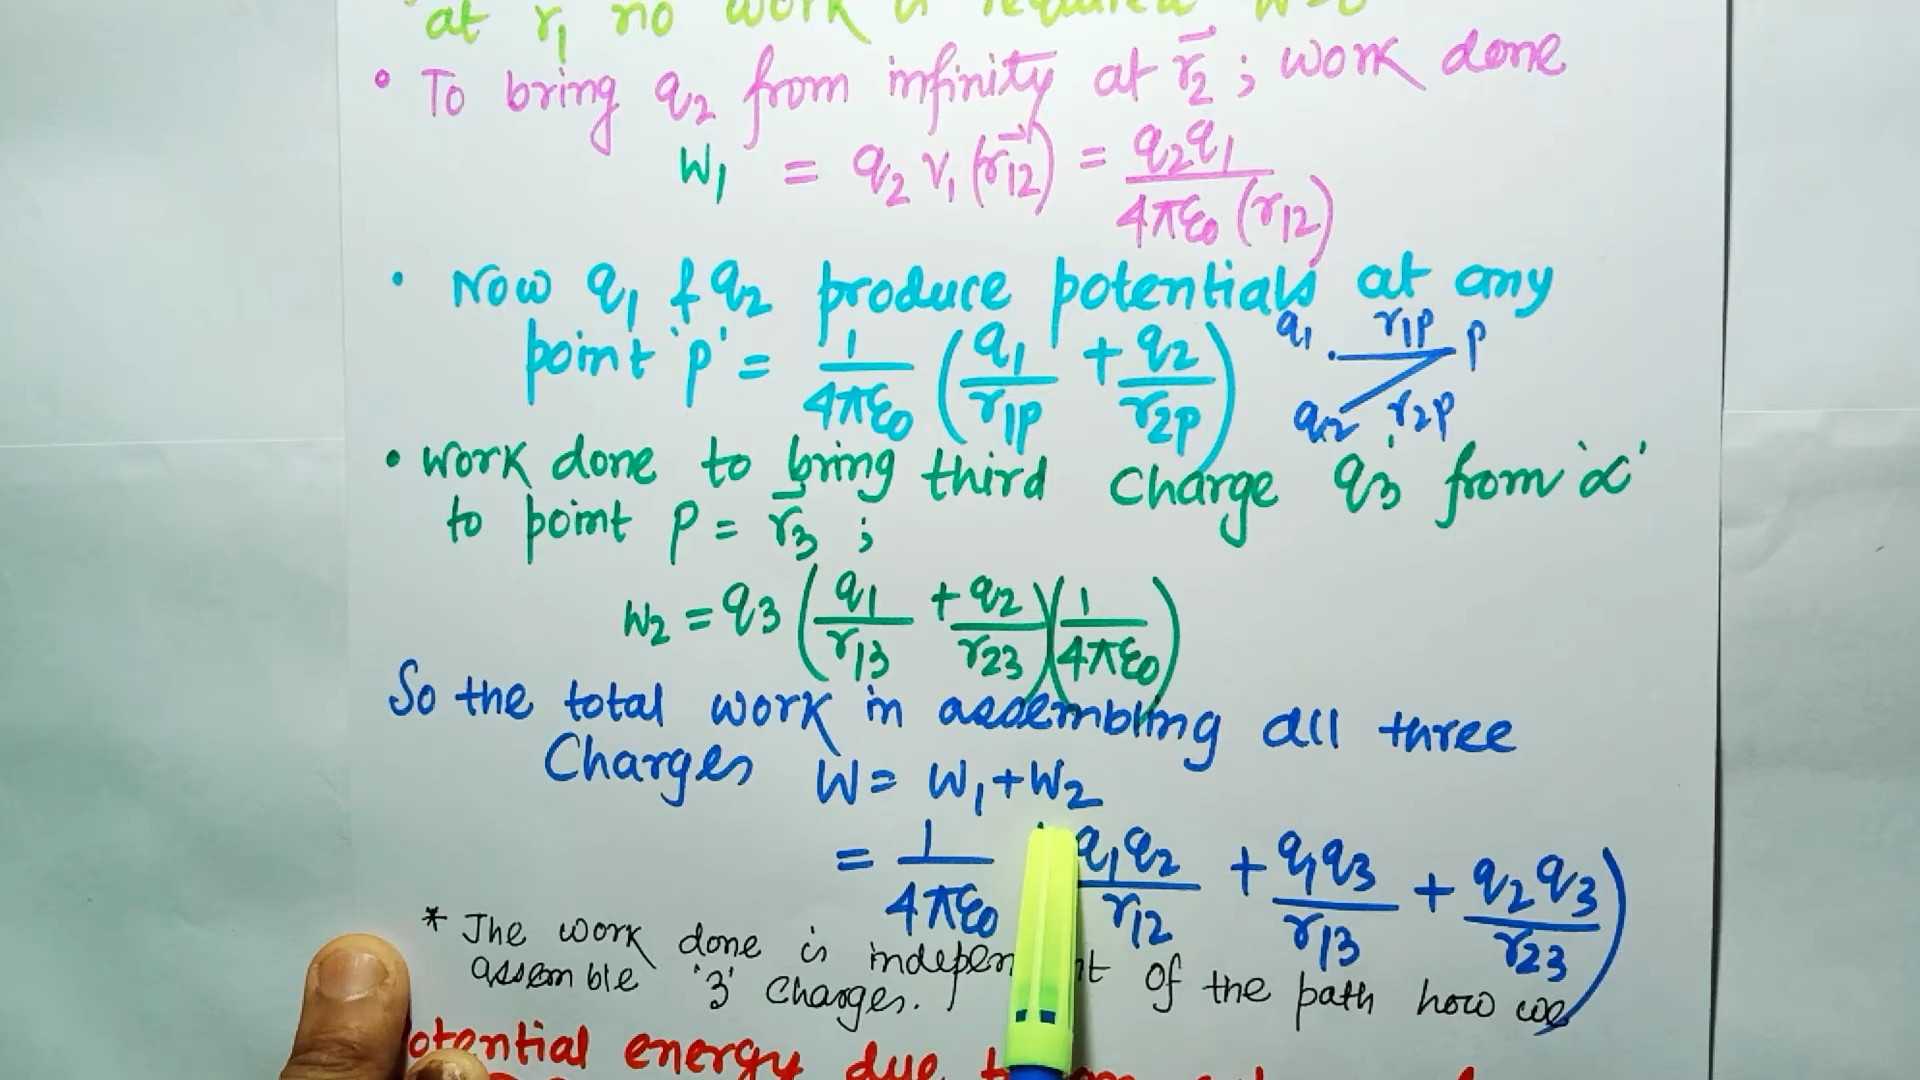 at r₁ no work is required W=0
• To bring q₂ from infinity at r⃗₂ ; work done
W₁ = q₂ V₁ (r⃗₁₂) = q₂q₁ / 4πε₀ (r₁₂)
• Now q₁ & q₂ produce potentials at any
point 'p' = 1/4πε₀ (q₁/r₁p + q₂/r₂p)
q₁ r₁p p
q₂ r₂p
• work done to bring third charge q₃ from '∝'
to point P = r⃗₃ ;
W₂ = q₃ (q₁/r₁₃ + q₂/r₂₃)(1/4πε₀)
So the total work in assembling all three
Charges W = W₁ + W₂
= 1/4πε₀ q₁q₂/r₁₂ + q₁q₃/r₁₃ + q₂q₃/r₂₃)
* The work done is indepen t of the path how we
assemble '3' charges.
otential energy due